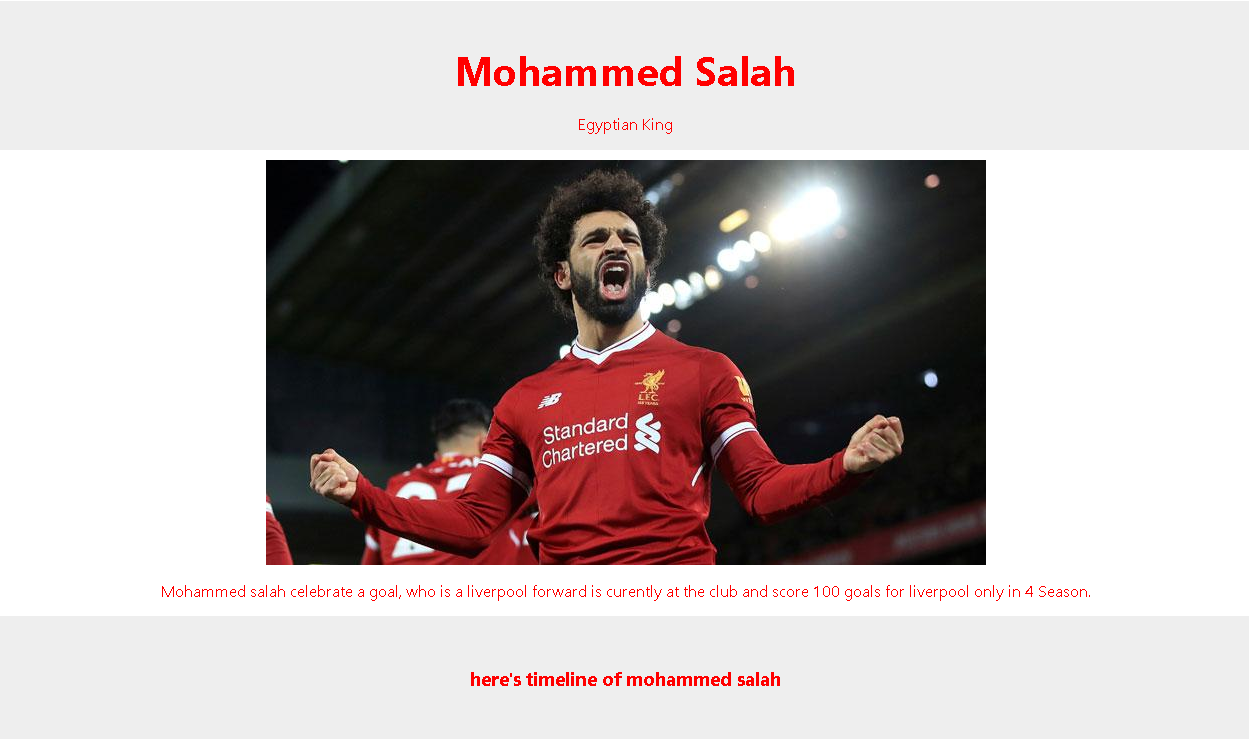 Mohammed Salah
Egyptian King
L.F.C
Standard
Chartered
Mohammed salah celebrate a goal, who is a liverpool forward is curently at the club and score 100 goals for liverpool only in 4 Season.
here's timeline of mohammed salah